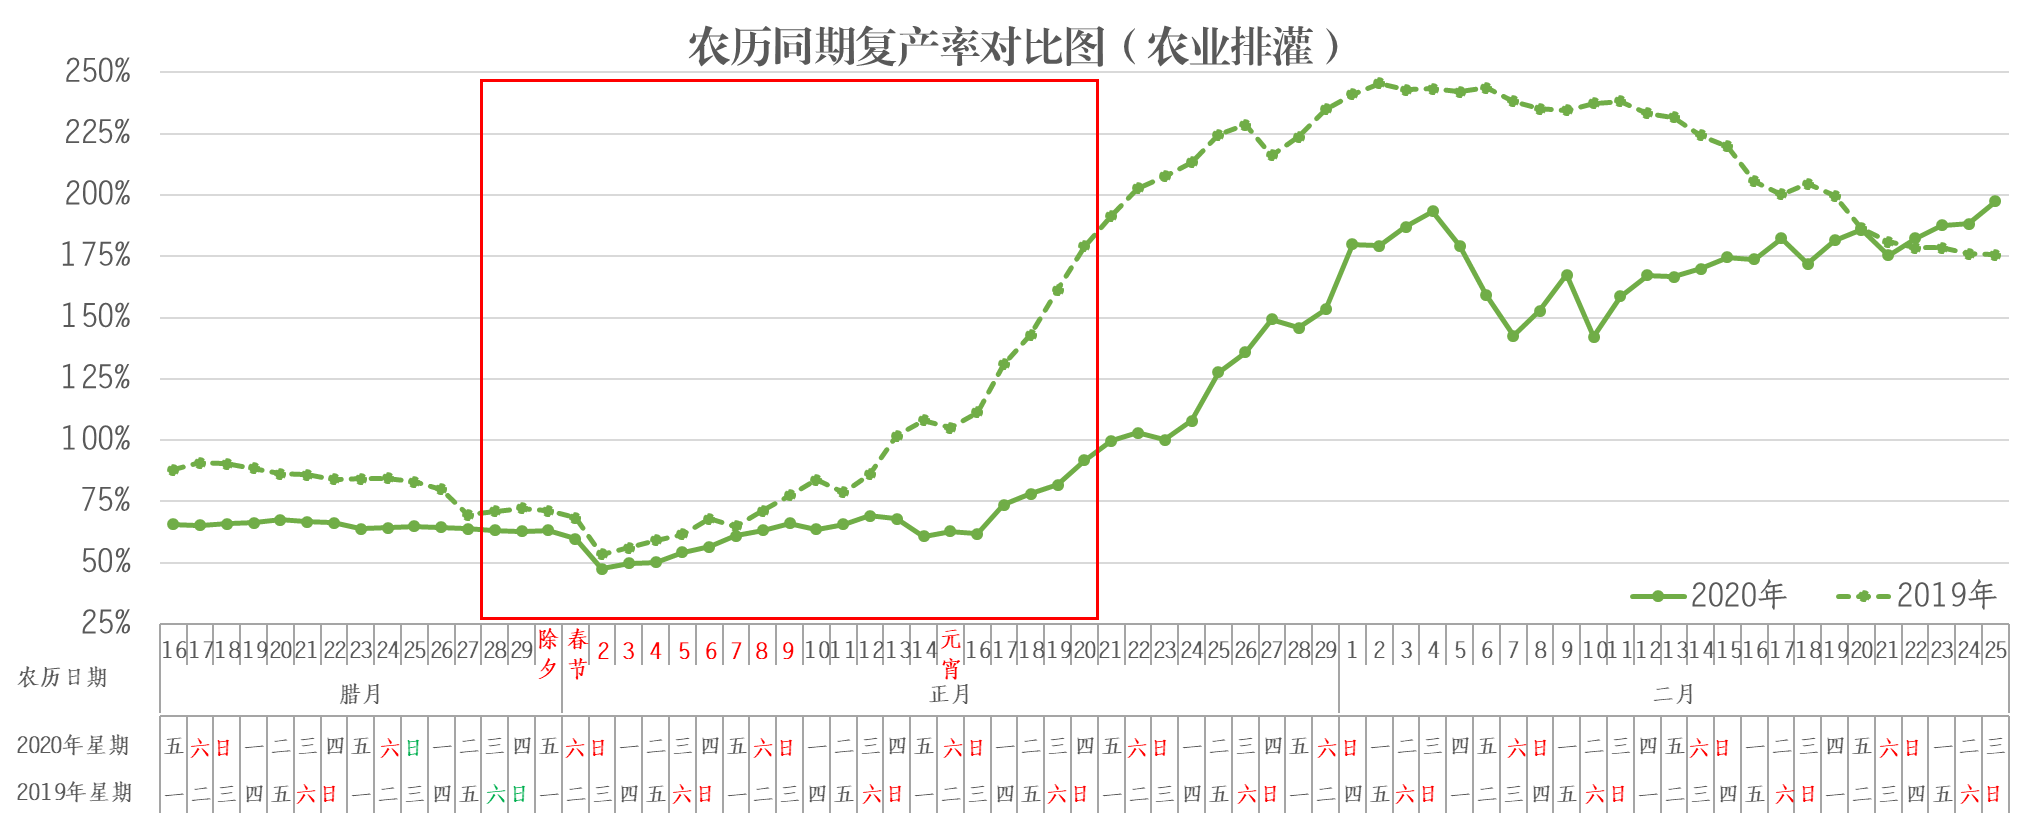 农历同期复产率对比图（农业排灌）
250%
225%
200%
175%
150%
125%
100%
75%
50%
25%
2020年 2019年
农历日期
16 17 18 19 20 21 22 23 24 25 26 27 28 29 除夕 春节 2 3 4 5 6 7 8 9 10 11 12 13 14 元宵 16 17 18 19 20 21 22 23 24 25 26 27 28 29 1 2 3 4 5 6 7 8 9 10 11 12 13 14 15 16 17 18 19 20 21 22 23 24 25
腊月 正月 二月
2020年星期 五 六 日 一 二 三 四 五 六 日 一 二 三 四 五 六 日 一 二 三 四 五 六 日 一 二 三 四 五 六 日 一 二 三 四 五 六 日 一 二 三 四 五 六 日 一 二 三 四 五 六 日 一 二 三 四 五 六 日 一 二 三 四 五 六 日 一 二 三
2019年星期 一 二 三 四 五 六 日 一 二 三 四 五 六 日 一 二 三 四 五 六 日 一 二 三 四 五 六 日 一 二 三 四 五 六 日 一 二 三 四 五 六 日 一 二 四 五 六 日 一 二 三 四 五 六 日 一 二 三 四 五 六 日 一 二 三 四 五 六 日